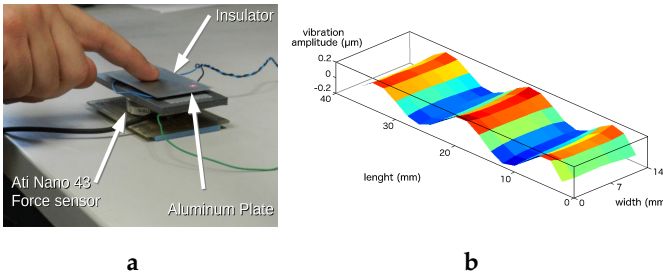 Insulator
Ati Nano 43
Force sensor
Aluminum Plate
a
vibration
amplitude (μm)
0.2
0
-0.2
40
30
20
10
0
0
7
14
lenght (mm)
width (mm
b